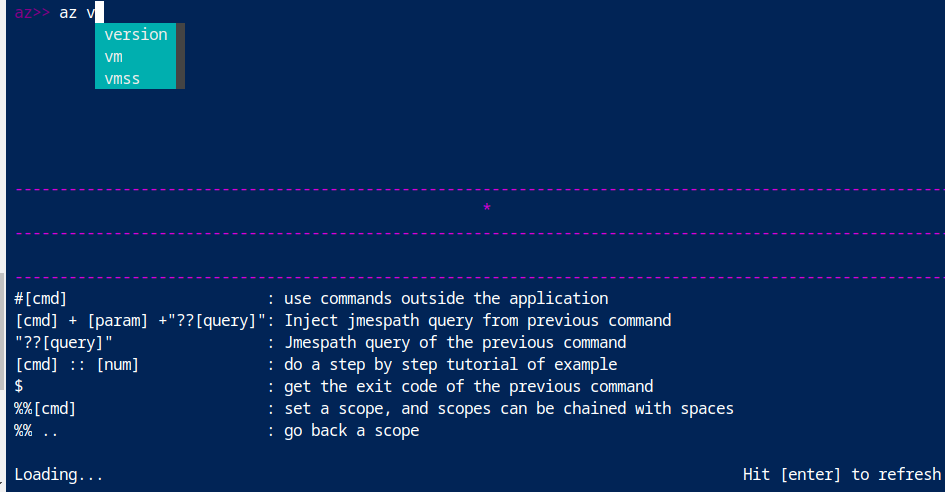 az>> az v
version
vm
vmss
--------------------------------------------------------------------------------------------------------
*
--------------------------------------------------------------------------------------------------------
--------------------------------------------------------------------------------------------------------
#[cmd] : use commands outside the application
[cmd] + [param] +"??[query]": Inject jmespath query from previous command
"??[query]" : Jmespath query of the previous command
[cmd] :: [num] : do a step by step tutorial of example
$ : get the exit code of the previous command
%%[cmd] : set a scope, and scopes can be chained with spaces
%% .. : go back a scope
Loading... Hit [enter] to refresh